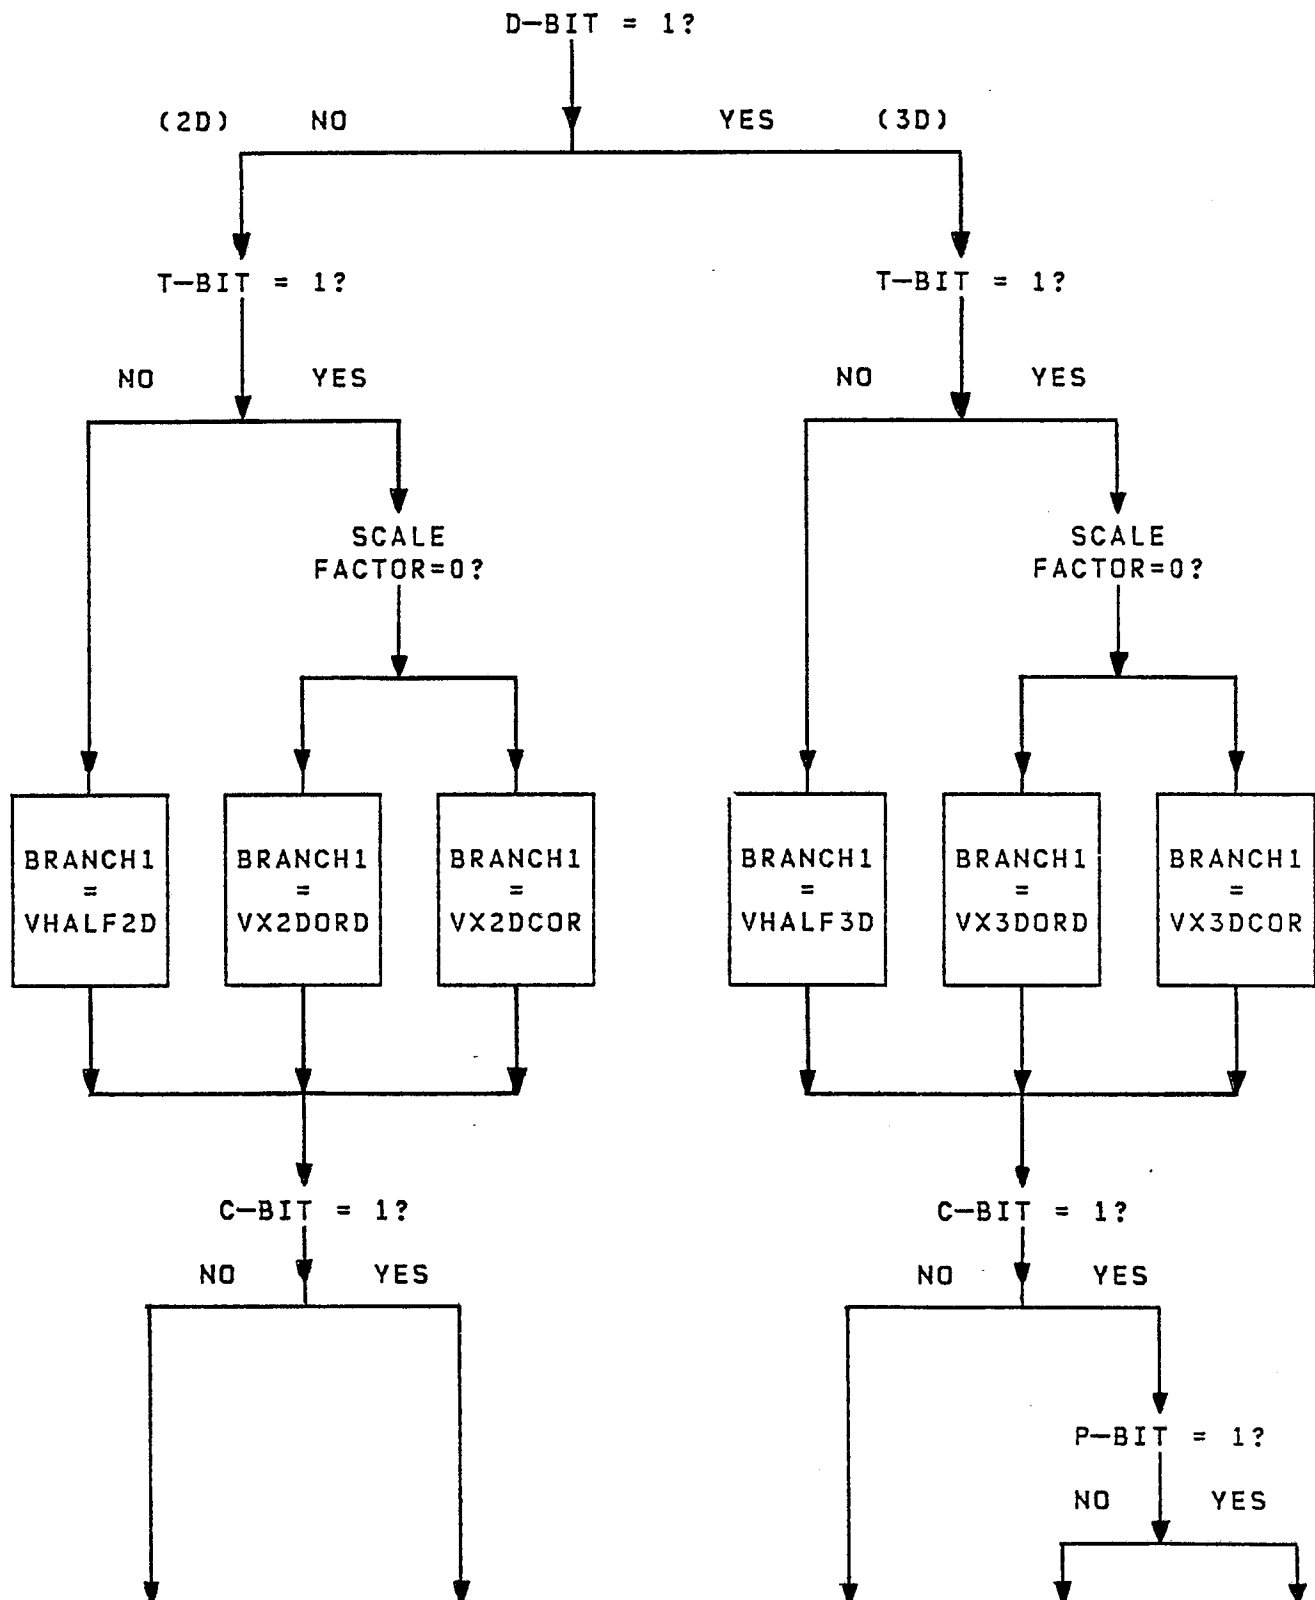 D-BIT = 1?
(2D) NO YES (3D)
T-BIT = 1? T-BIT = 1?
NO YES NO YES
SCALE SCALE
FACTOR=0? FACTOR=0?
BRANCH1 BRANCH1 BRANCH1 BRANCH1 BRANCH1 BRANCH1
= = = = = =
VHALF2D VX2DORD VX2DCOR VHALF3D VX3DORD VX3DCOR
C-BIT = 1? C-BIT = 1?
NO YES NO YES
P-BIT = 1?
NO YES